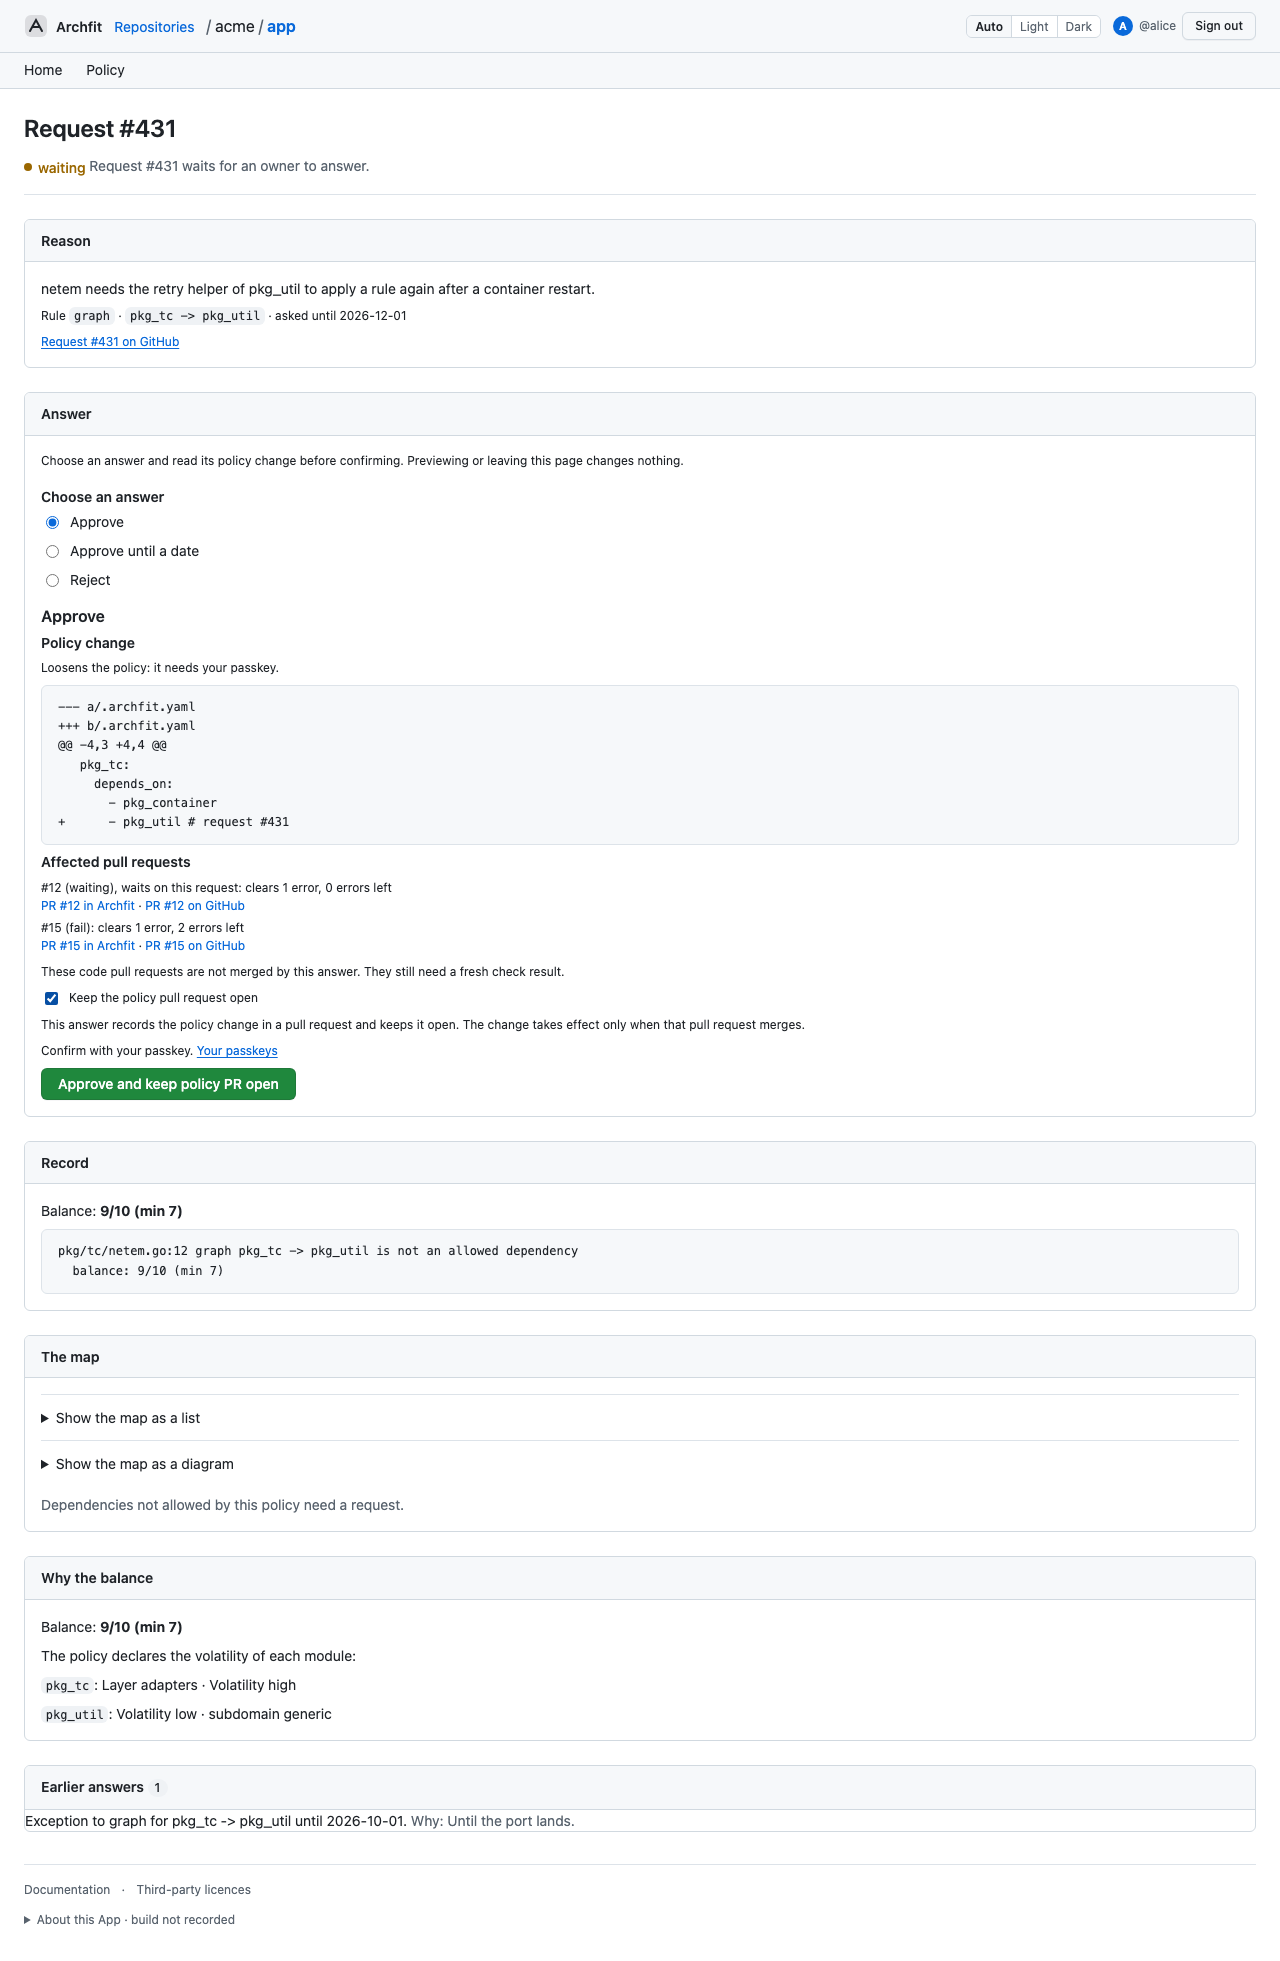 Archfit Repositories / acme / app Auto Light Dark A @alice Sign out
Home Policy
Request #431
waiting Request #431 waits for an owner to answer.
Reason
netem needs the retry helper of pkg_util to apply a rule again after a container restart.
Rule graph · pkg_tc -> pkg_util · asked until 2026-12-01
Request #431 on GitHub
Answer
Choose an answer and read its policy change before confirming. Previewing or leaving this page changes nothing.
Choose an answer
Approve
Approve until a date
Reject
Approve
Policy change
Loosens the policy: it needs your passkey.
--- a/.archfit.yaml
+++ b/.archfit.yaml
@@ -4,3 +4,4 @@
   pkg_tc:
     depends_on:
       - pkg_container
+      - pkg_util # request #431
Affected pull requests
#12 (waiting), waits on this request: clears 1 error, 0 errors left
PR #12 in Archfit · PR #12 on GitHub
#15 (fail): clears 1 error, 2 errors left
PR #15 in Archfit · PR #15 on GitHub
These code pull requests are not merged by this answer. They still need a fresh check result.
Keep the policy pull request open
This answer records the policy change in a pull request and keeps it open. The change takes effect only when that pull request merges.
Confirm with your passkey. Your passkeys
Approve and keep policy PR open
Record
Balance: 9/10 (min 7)
pkg/tc/netem.go:12 graph pkg_tc -> pkg_util is not an allowed dependency
  balance: 9/10 (min 7)
The map
Show the map as a list
Show the map as a diagram
Dependencies not allowed by this policy need a request.
Why the balance
Balance: 9/10 (min 7)
The policy declares the volatility of each module:
pkg_tc: Layer adapters · Volatility high
pkg_util: Volatility low · subdomain generic
Earlier answers 1
Exception to graph for pkg_tc -> pkg_util until 2026-10-01. Why: Until the port lands.
Documentation · Third-party licences
About this App · build not recorded